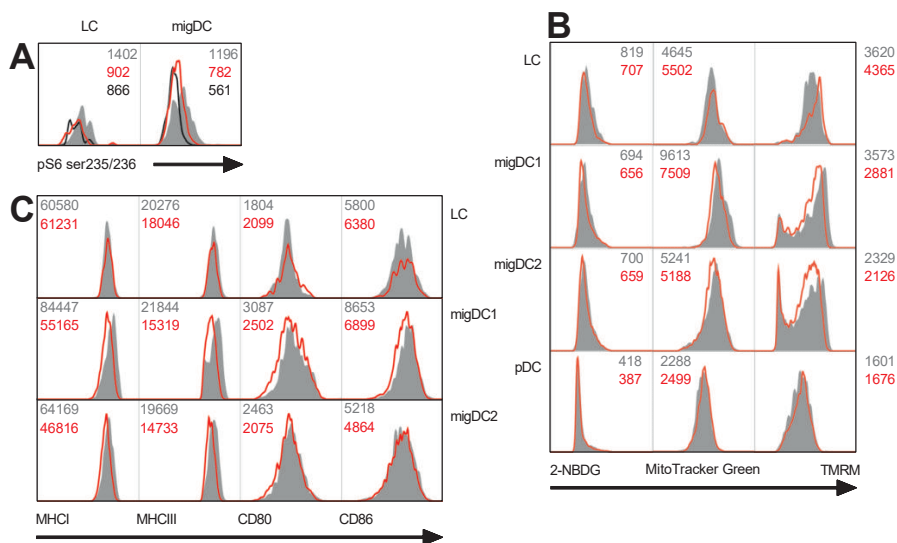 A
LC migDC
1402 1196
902 782
866 561
pS6 ser235/236
B
LC
819 4645 3620
707 5502 4365
migDC1
694 9613 3573
656 7509 2881
migDC2
700 5241 2329
659 5188 2126
pDC
418 2288 1601
387 2499 1676
2-NBDG MitoTracker Green TMRM
C
60580 20276 1804 5800
61231 18046 2099 6380
LC
84447 21844 3087 8653
55165 15319 2502 6899
migDC1
64169 19669 2463 5218
46816 14733 2075 4864
migDC2
MHCI MHCIII CD80 CD86